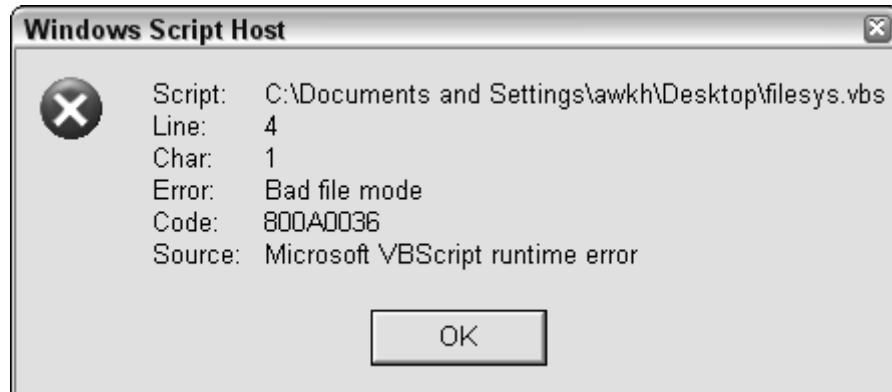 Windows Script Host
Script: C:\Documents and Settings\awkh\Desktop\filesys.vbs
Line: 4
Char: 1
Error: Bad file mode
Code: 800A0036
Source: Microsoft VBScript runtime error
OK